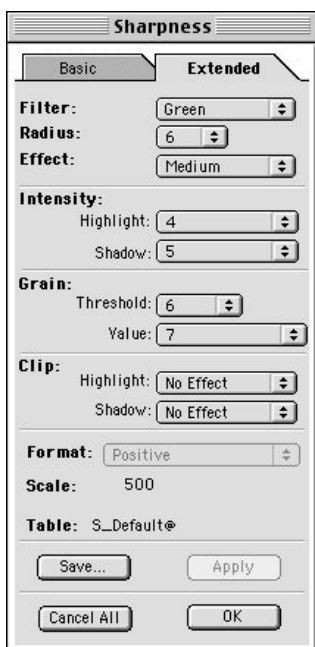 Sharpness
Basic Extended
Filter: Green
Radius: 6
Effect: Medium
Intensity:
Highlight: 4
Shadow: 5
Grain:
Threshold: 6
Value: 7
Clip:
Highlight: No Effect
Shadow: No Effect
Format: Positive
Scale: 500
Table: S_Default@
Save... Apply
Cancel All OK